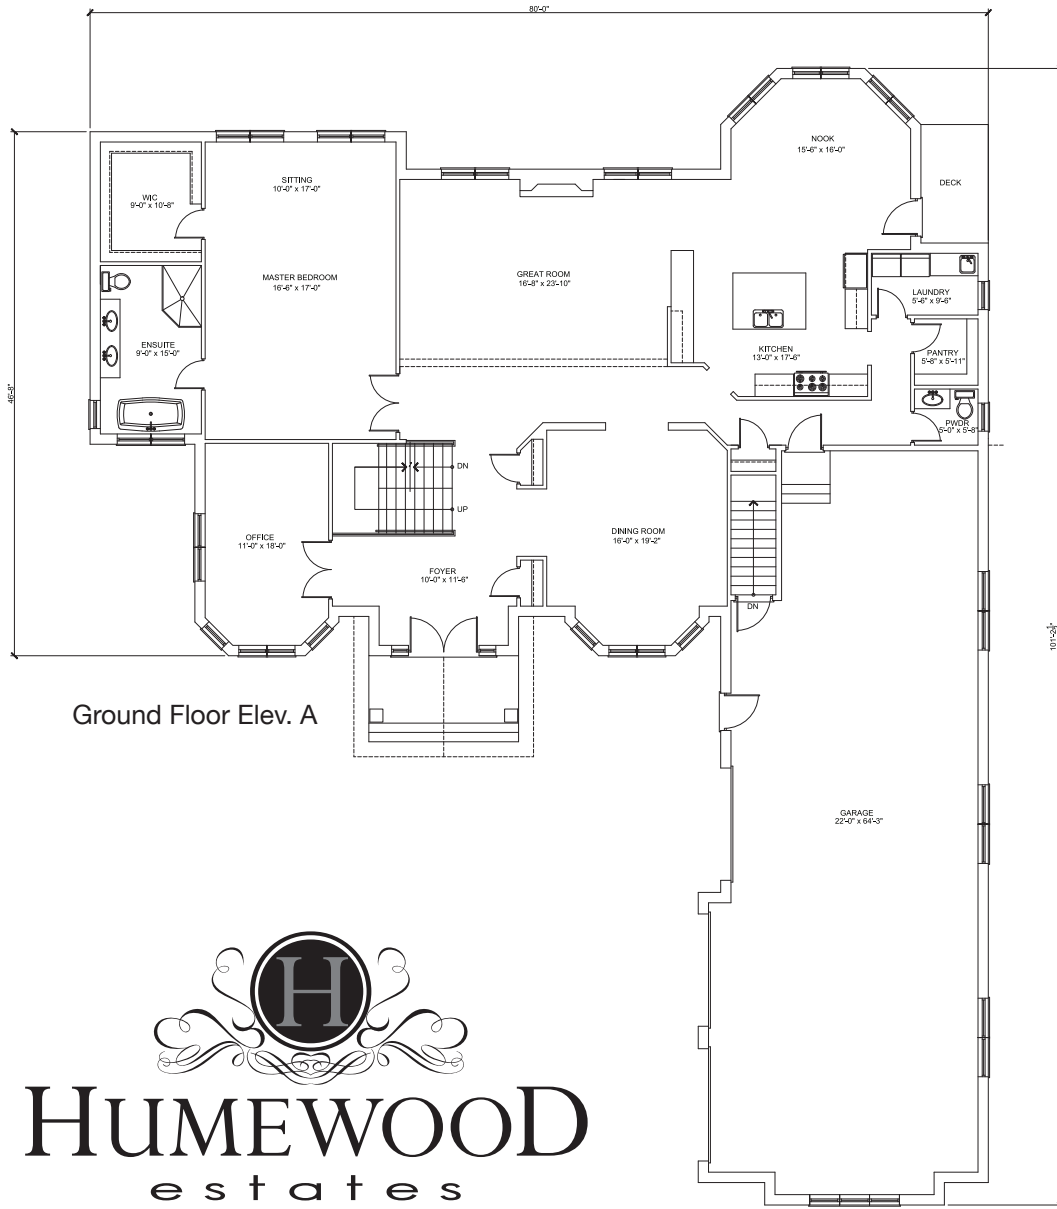 80'-0"
NOOK
15'-6" x 16'-0"
SITTING
10'-0" x 17'-0"
DECK
WIC
9'-0" x 10'-8"
MASTER BEDROOM
16'-6" x 17'-0"
GREAT ROOM
16'-8" x 23'-10"
LAUNDRY
5'-6" x 9'-6"
ENSUITE
9'-0" x 15'-0"
KITCHEN
13'-0" x 17'-6"
PANTRY
5'-8" x 5'-11"
46'-8"
PWDR
5'-0" x 5'-8"
DN
UP
OFFICE
11'-0" x 18'-0"
DINING ROOM
16'-0" x 19'-2"
FOYER
10'-0" x 11'-6"
DN
Ground Floor Elev. A
GARAGE
22'-0" x 64'-3"
H
HUMEWOOD
estates